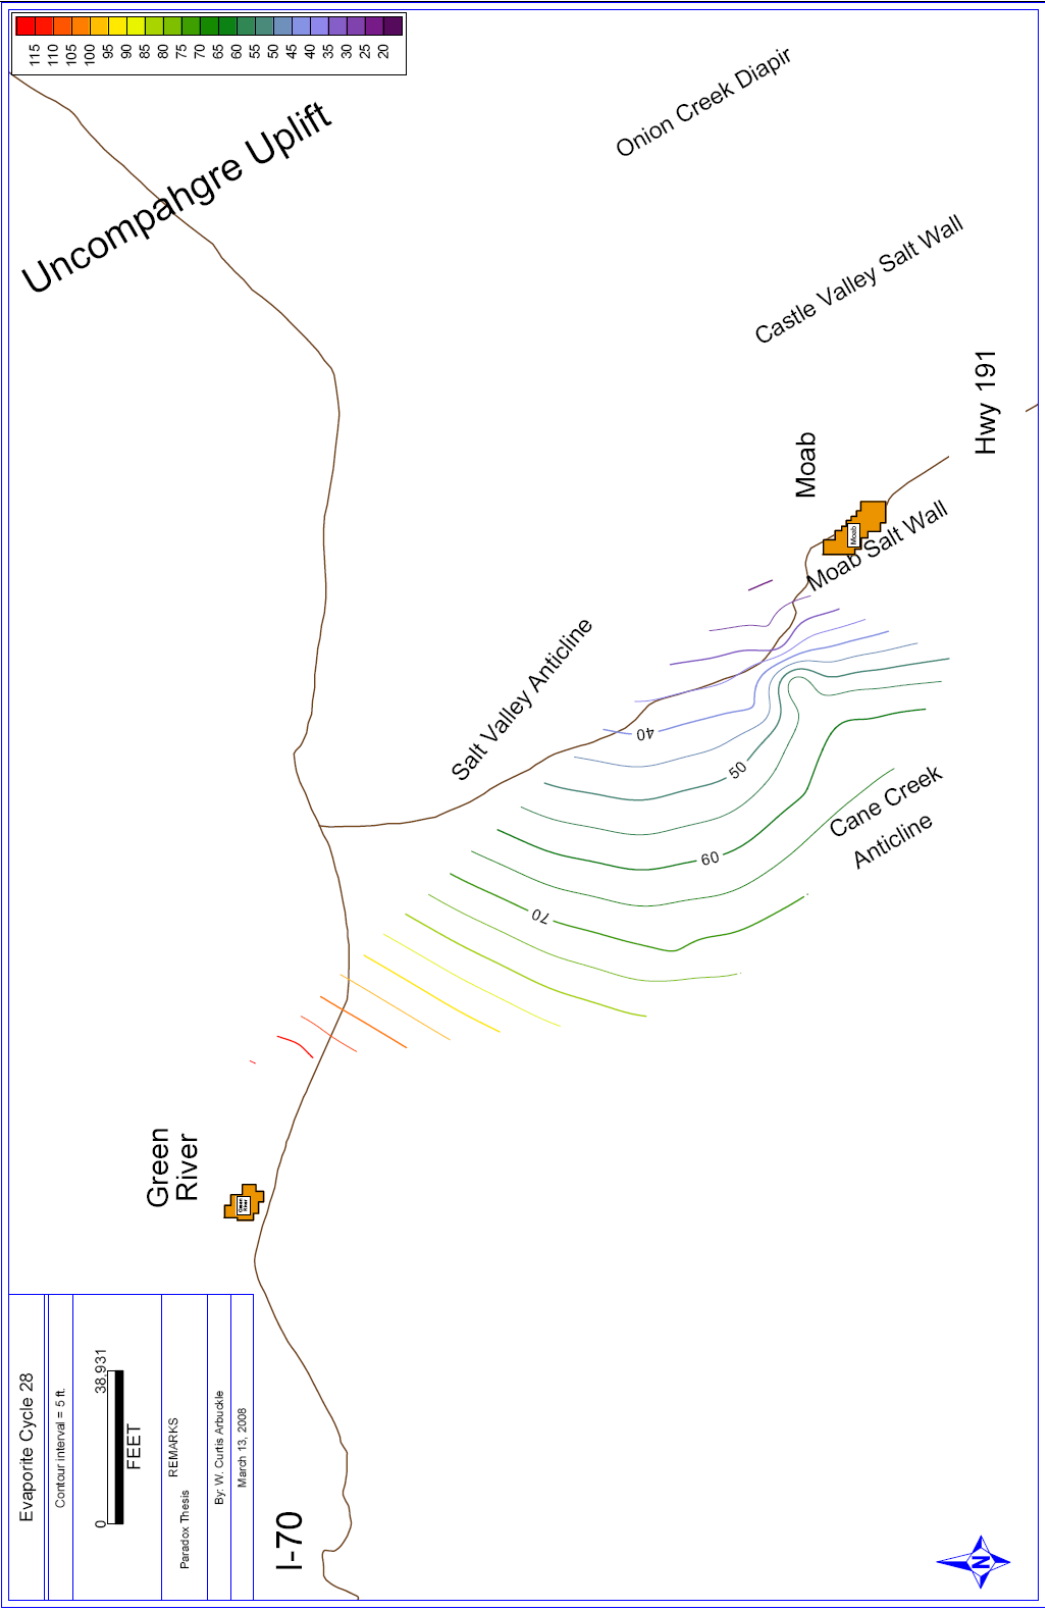 115
110
105
100
95
90
85
80
75
70
65
60
55
50
45
40
35
30
25
20
Uncompahgre Uplift
Onion Creek Diapir
Castle Valley Salt Wall
Hwy 191
Moab
Moab
Moab Salt Wall
Salt Valley Anticline
40
50
60
70
Cane Creek
Anticline
Green
River
Green
River
I-70
Evaporite Cycle 28
Contour interval = 5 ft.
0
38,931
FEET
REMARKS
Paradox Thesis
By: W. Curtis Arbuckle
March 13, 2008
N